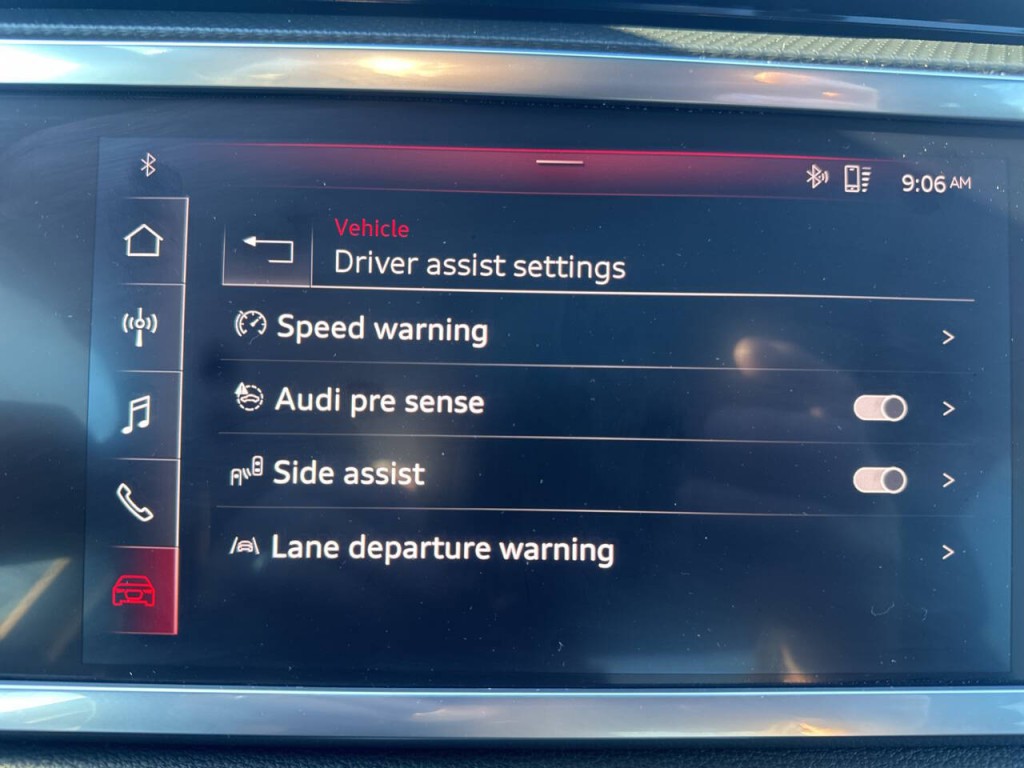 9:06 AM
Vehicle
Driver assist settings
Speed warning
Audi pre sense
Side assist
Lane departure warning